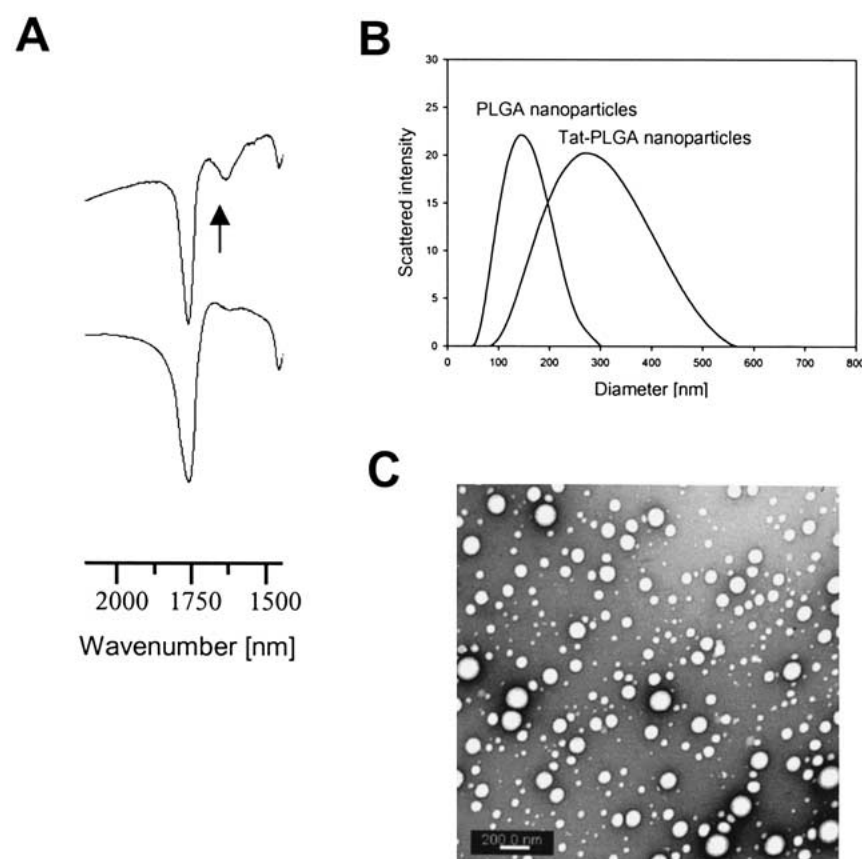 A
2000 1750 1500
Wavenumber [nm]
B
30
25
20
15
10
5
0
Scattered intensity
PLGA nanoparticles
Tat-PLGA nanoparticles
0 100 200 300 400 500 600 700 800
Diameter [nm]
C
200.0 nm